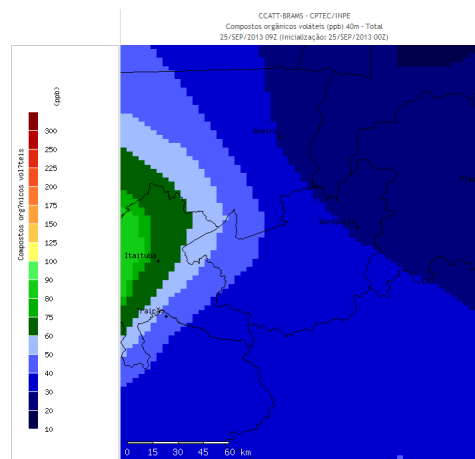 CCATT-BRAMS - CPTEC/INPE
Compostos orgânicos voláteis (ppb) 40m - Total
25/SEP/2013 09Z (Inicialização: 25/SEP/2013 00Z)
(ppb)
Compostos org?nicos vol?teis
300
250
225
200
175
150
125
100
90
80
75
60
50
40
30
20
10
Itaituba
0 15 30 45 60 km